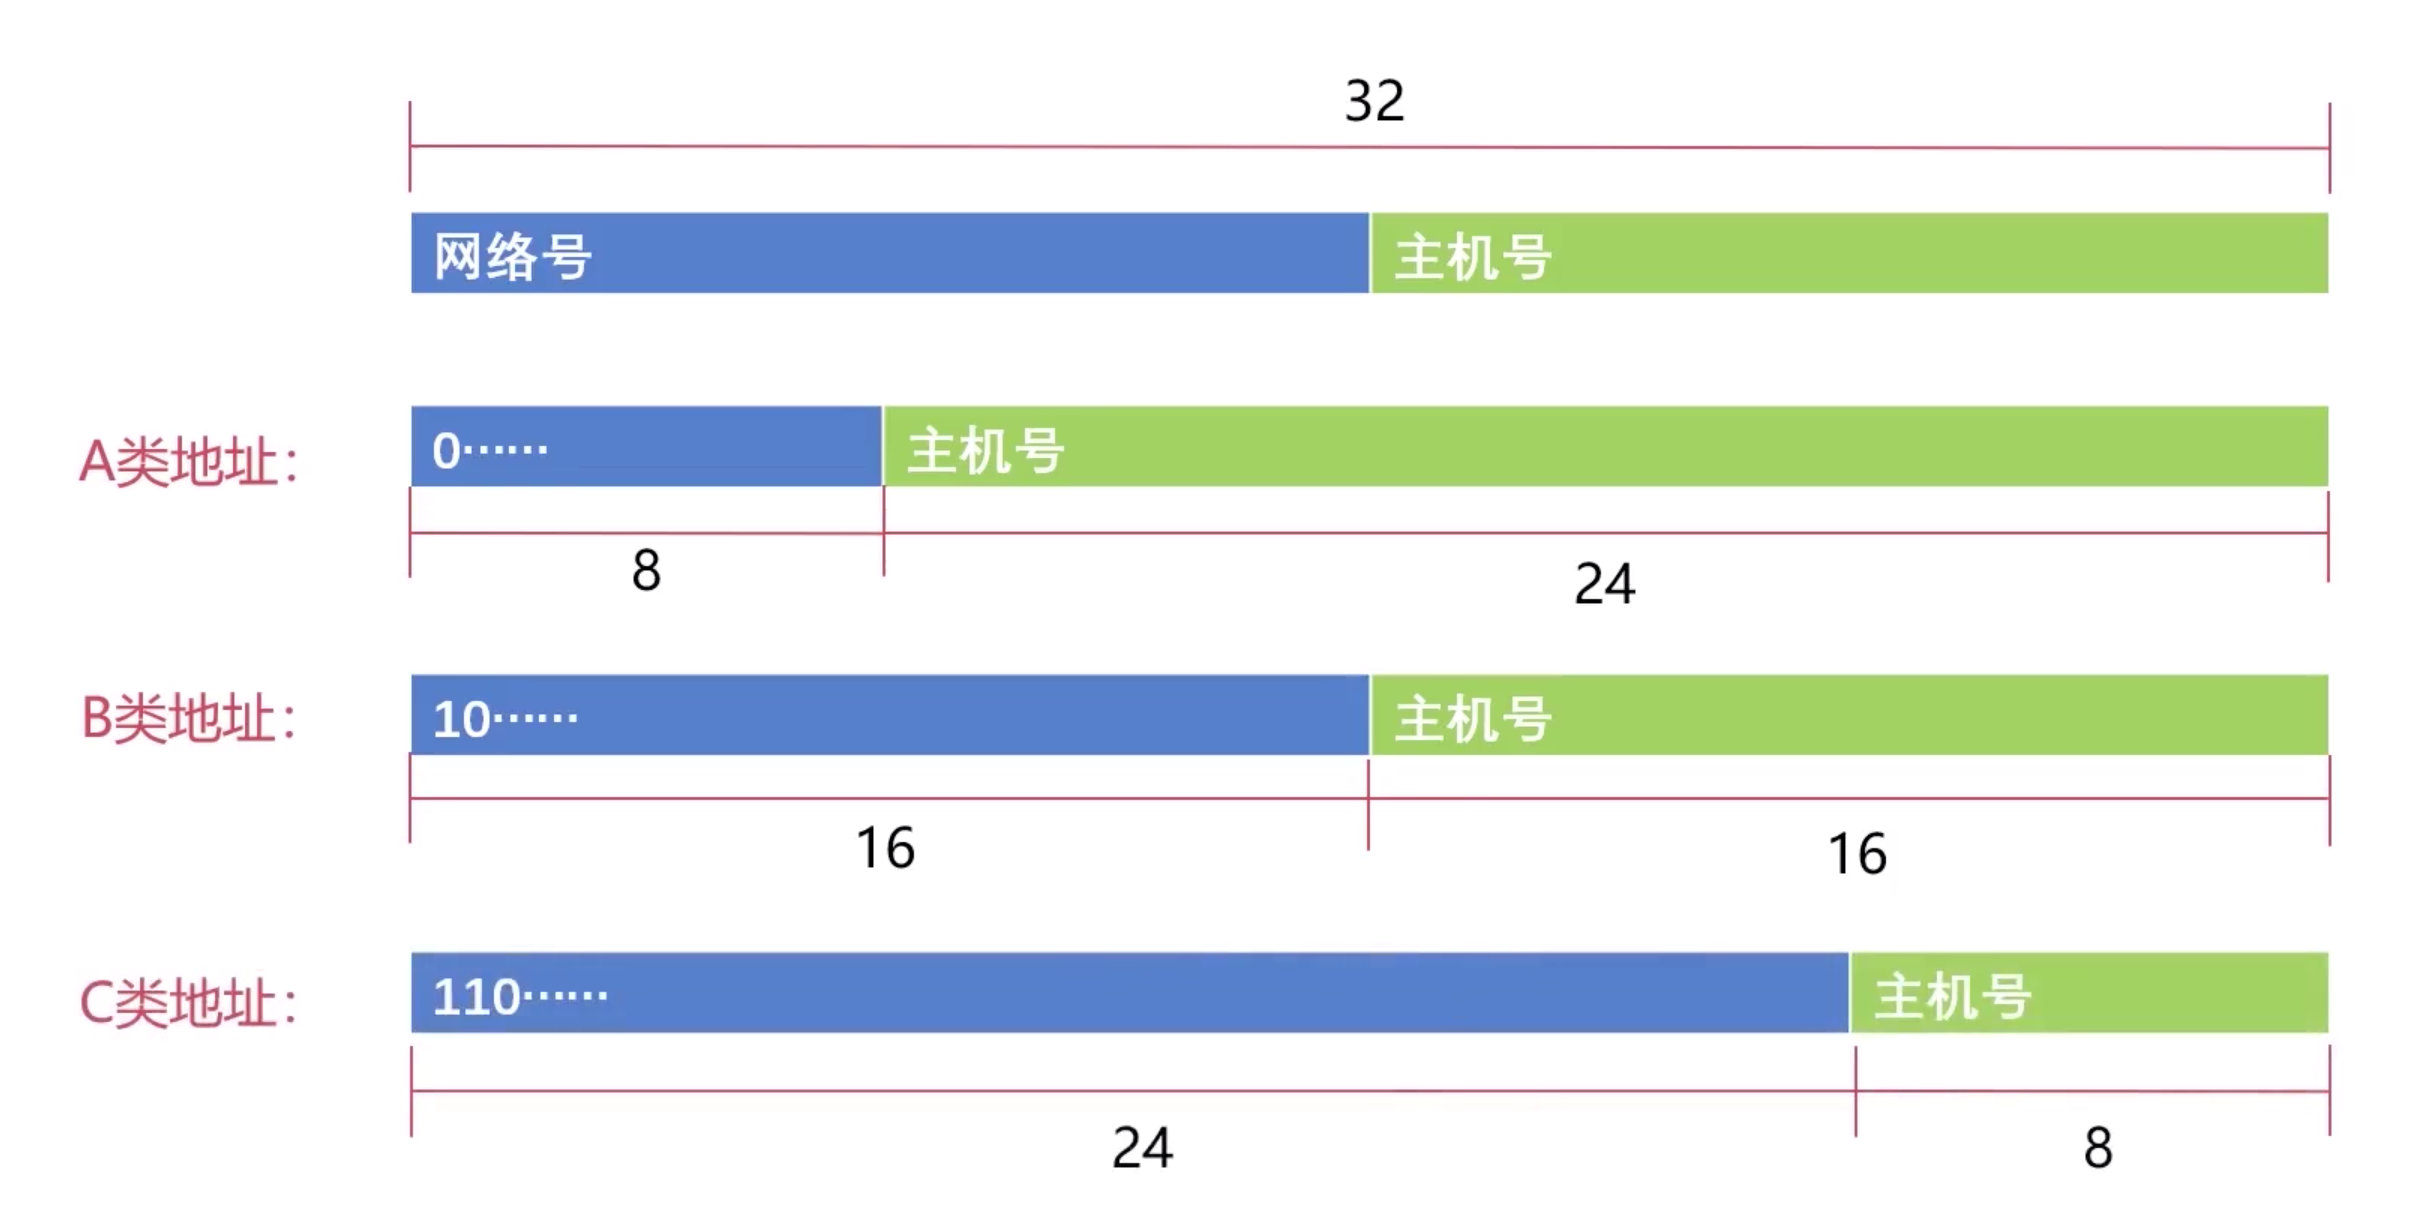 32
网络号 主机号
A类地址： 0…… 主机号
8 24
B类地址： 10…… 主机号
16 16
C类地址： 110…… 主机号
24 8